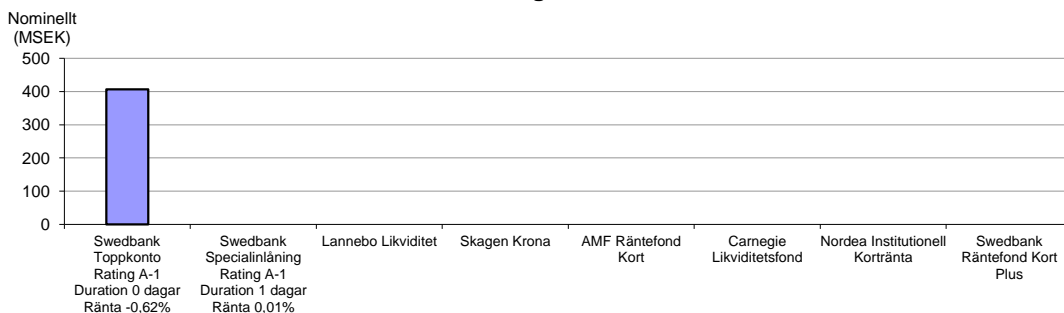 Nominellt
(MSEK)
500
400
300
200
100
0
Swedbank
Toppkonto
Rating A-1
Duration 0 dagar
Ränta -0,62%
Swedbank
Specialinlåning
Rating A-1
Duration 1 dagar
Ränta 0,01%
Lannebo Likviditet
Skagen Krona
AMF Räntefond
Kort
Carnegie
Likviditetsfond
Nordea Institutionell
Kortränta
Swedbank
Räntefond Kort
Plus